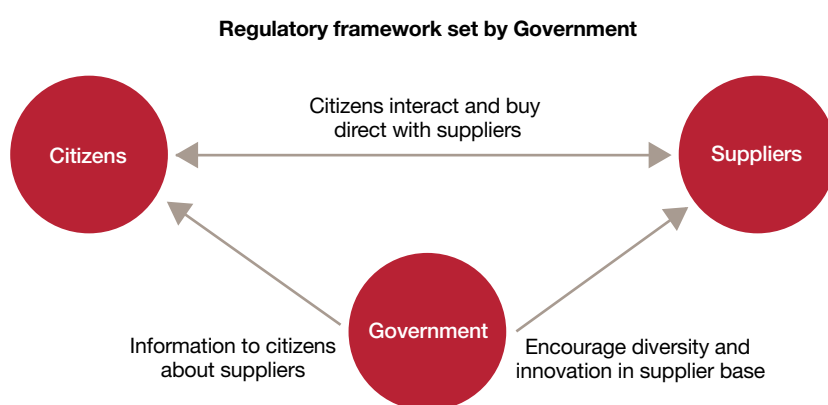 Regulatory framework set by Government
Citizens interact and buy
direct with suppliers
Citizens
Suppliers
Government
Information to citizens
about suppliers
Encourage diversity and
innovation in supplier base